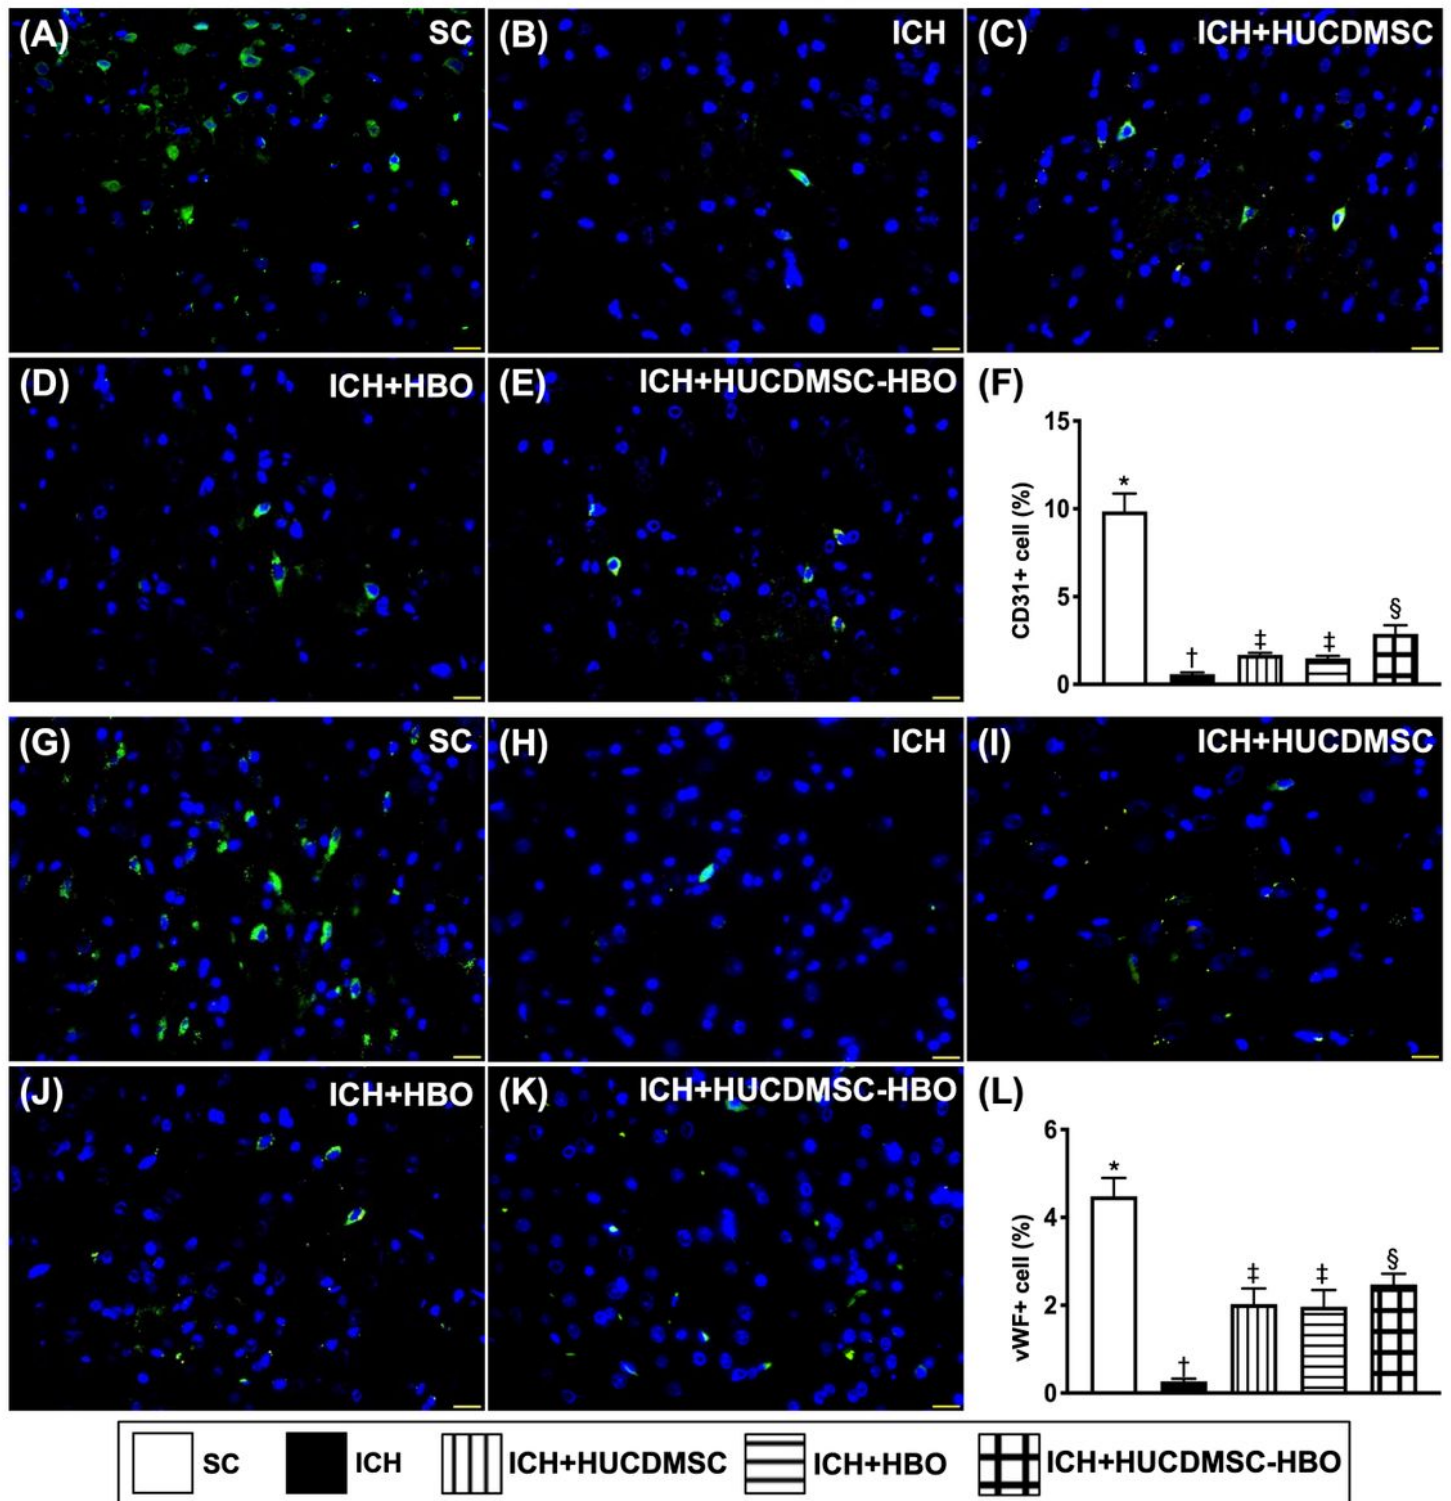 (A) SC
(B) ICH
(C) ICH+HUCDMSC
(D) ICH+HBO
(E) ICH+HUCDMSC-HBO
(F)
15
10
5
0
CD31+ cell (%)
*
†
‡
‡
§
(G) SC
(H) ICH
(I) ICH+HUCDMSC
(J) ICH+HBO
(K) ICH+HUCDMSC-HBO
(L)
6
4
2
0
vWF+ cell (%)
*
†
‡
‡
§
SC ICH ICH+HUCDMSC ICH+HBO ICH+HUCDMSC-HBO